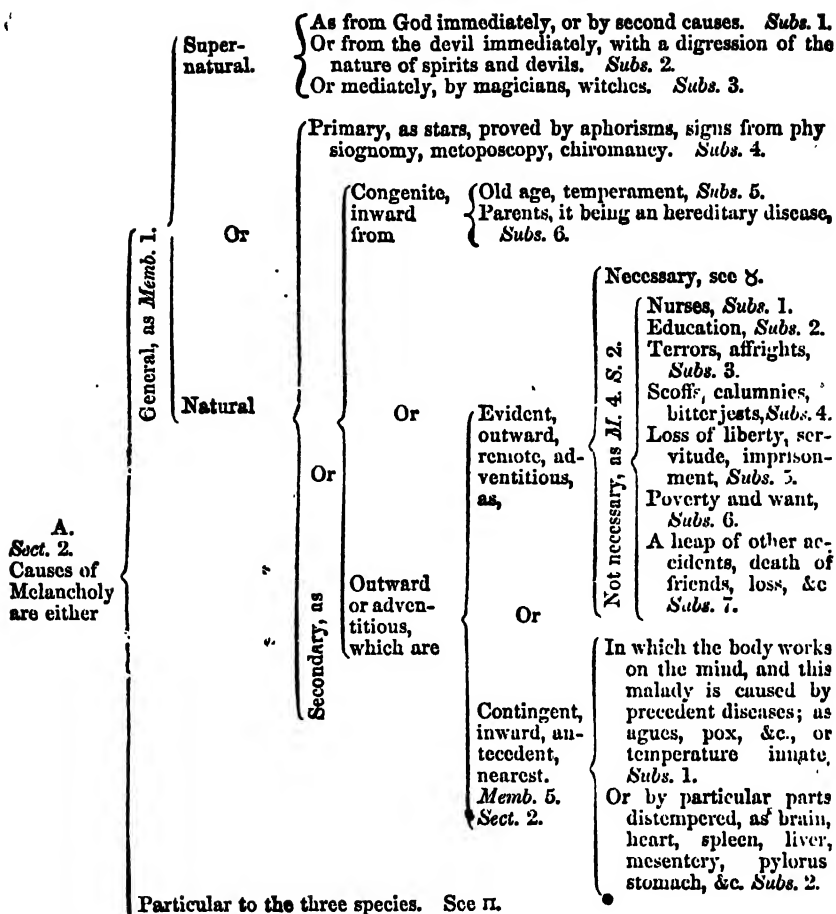 As from God immediately, or by second causes. Subs. 1.
Or from the devil immediately, with a digression of the
nature of spirits and devils. Subs. 2.
Or mediately, by magicians, witches. Subs. 3.
Super-
natural.
Primary, as stars, proved by aphorisms, signs from phy
siognomy, metoposcopy, chiromancy. Subs. 4.
Congenite,
inward
from
Old age, temperament, Subs. 5.
Parents, it being an hereditary disease,
Subs. 6.
General, as Memb. 1.
Or
Natural
Or
Secondary, as
Or
Necessary, see ४.
Not necessary, as M. 4. S. 2.
Nurses, Subs. 1.
Education, Subs. 2.
Terrors, affrights,
Subs. 3.
Scoffs, calumnies,
bitter jests, Subs. 4.
Loss of liberty, ser-
vitude, imprison-
ment, Subs. 5.
Poverty and want,
Subs. 6.
A heap of other ac-
cidents, death of
friends, loss, &c
Subs. 7.
Evident,
outward,
remote, ad-
ventitious,
as,
A.
Sect. 2.
Causes of
Melancholy
are either
Outward
or adven-
titious,
which are
Or
Contingent,
inward, an-
tecedent,
nearest.
Memb. 5.
Sect. 2.
In which the body works
on the mind, and this
malady is caused by
precedent diseases; as
agues, pox, &c., or
temperature innate,
Subs. 1.
Or by particular parts
distempered, as brain,
heart, spleen, liver,
mesentery, pylorus
stomach, &c. Subs. 2.
Particular to the three species. See п.